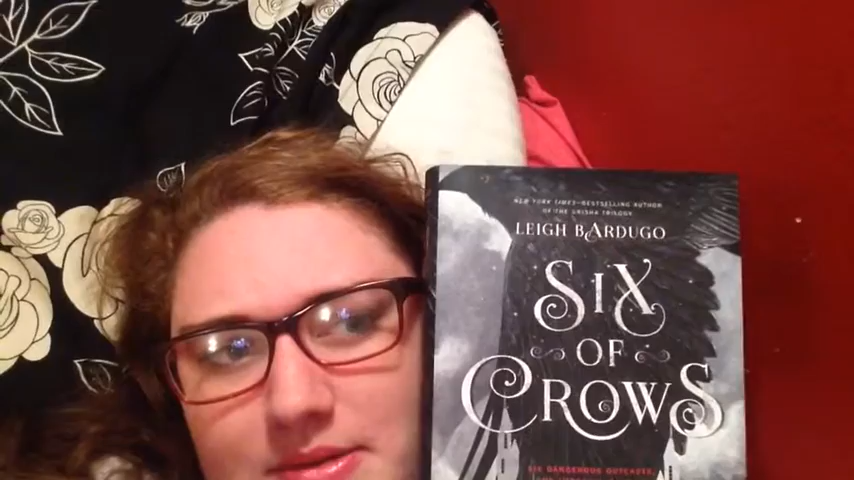 NEW YORK TIMES-BESTSELLING AUTHOR
OF THE GRISHA TRILOGY
LEIGH BARDUGO
SIX
OF
CROWS
SIX DANGEROUS OUTCASTS.